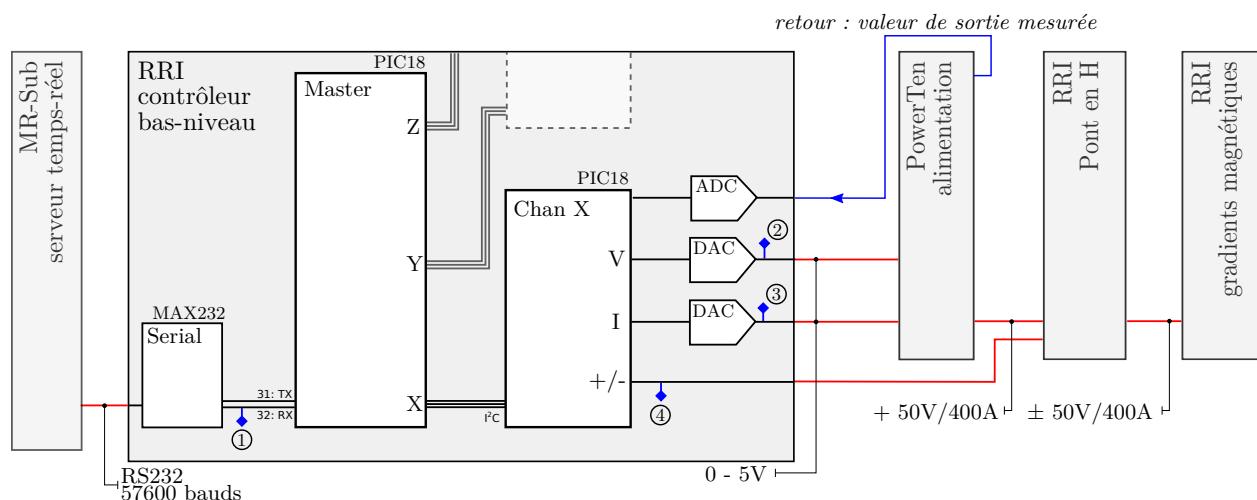 retour : valeur de sortie mesurée
MR-Sub
serveur temps-réel
RRI
contrôleur
bas-niveau
PIC18
Master
Z
Y
X
MAX232
Serial
31: TX
32: RX
1
I²C
PIC18
Chan X
V
I
+/-
ADC
DAC
2
DAC
3
4
PowerTen
alimentation
RRI
Pont en H
RRI
gradients magnétiques
+ 50V/400A
± 50V/400A
0 - 5V
RS232
57600 bauds